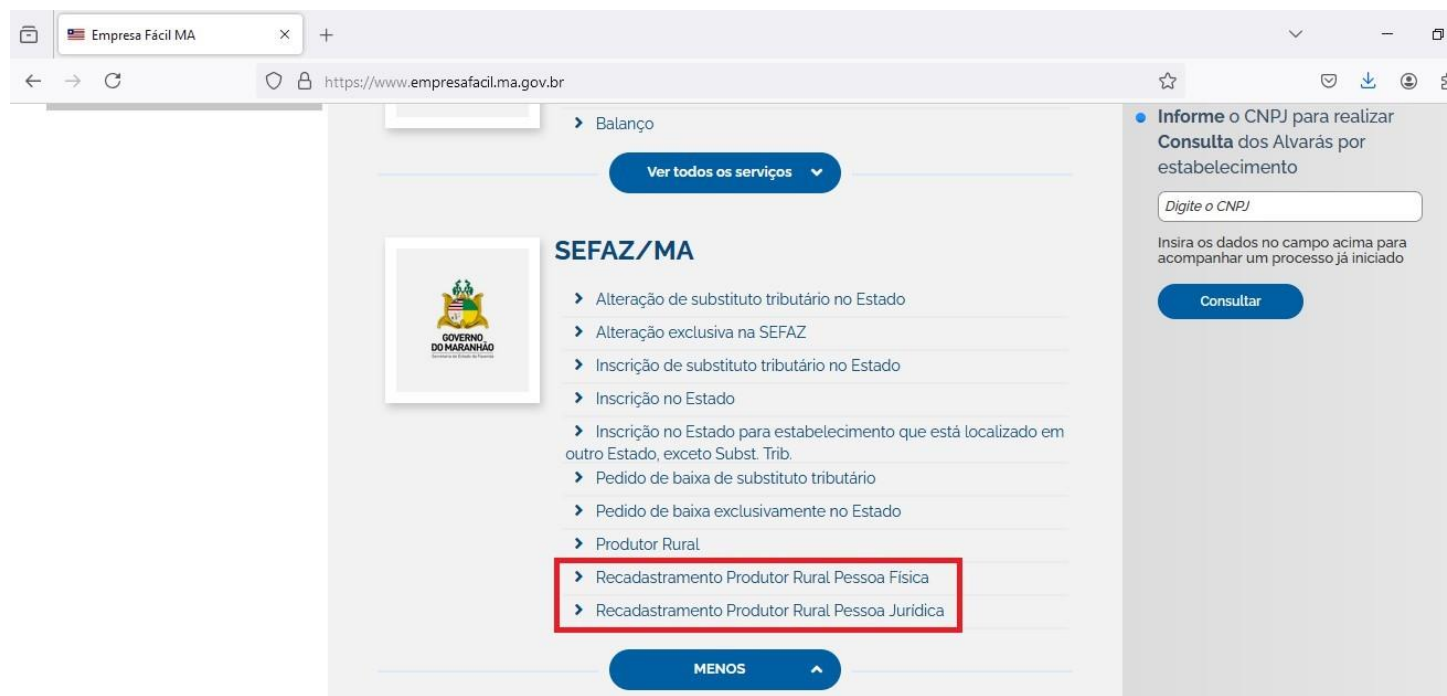 Empresa Fácil MA
https://www.empresafacil.ma.gov.br
Balanço
Ver todos os serviços
SEFAZ/MA
GOVERNO
DO MARANHÃO
Alteração de substituto tributário no Estado
Alteração exclusiva na SEFAZ
Inscrição de substituto tributário no Estado
Inscrição no Estado
Inscrição no Estado para estabelecimento que está localizado em
outro Estado, exceto Subst. Trib.
Pedido de baixa de substituto tributário
Pedido de baixa exclusivamente no Estado
Produtor Rural
Recadastramento Produtor Rural Pessoa Física
Recadastramento Produtor Rural Pessoa Jurídica
MENOS
Informe o CNPJ para realizar
Consulta dos Alvarás por
estabelecimento
Digite o CNPJ
Insira os dados no campo acima para
acompanhar um processo já iniciado
Consultar